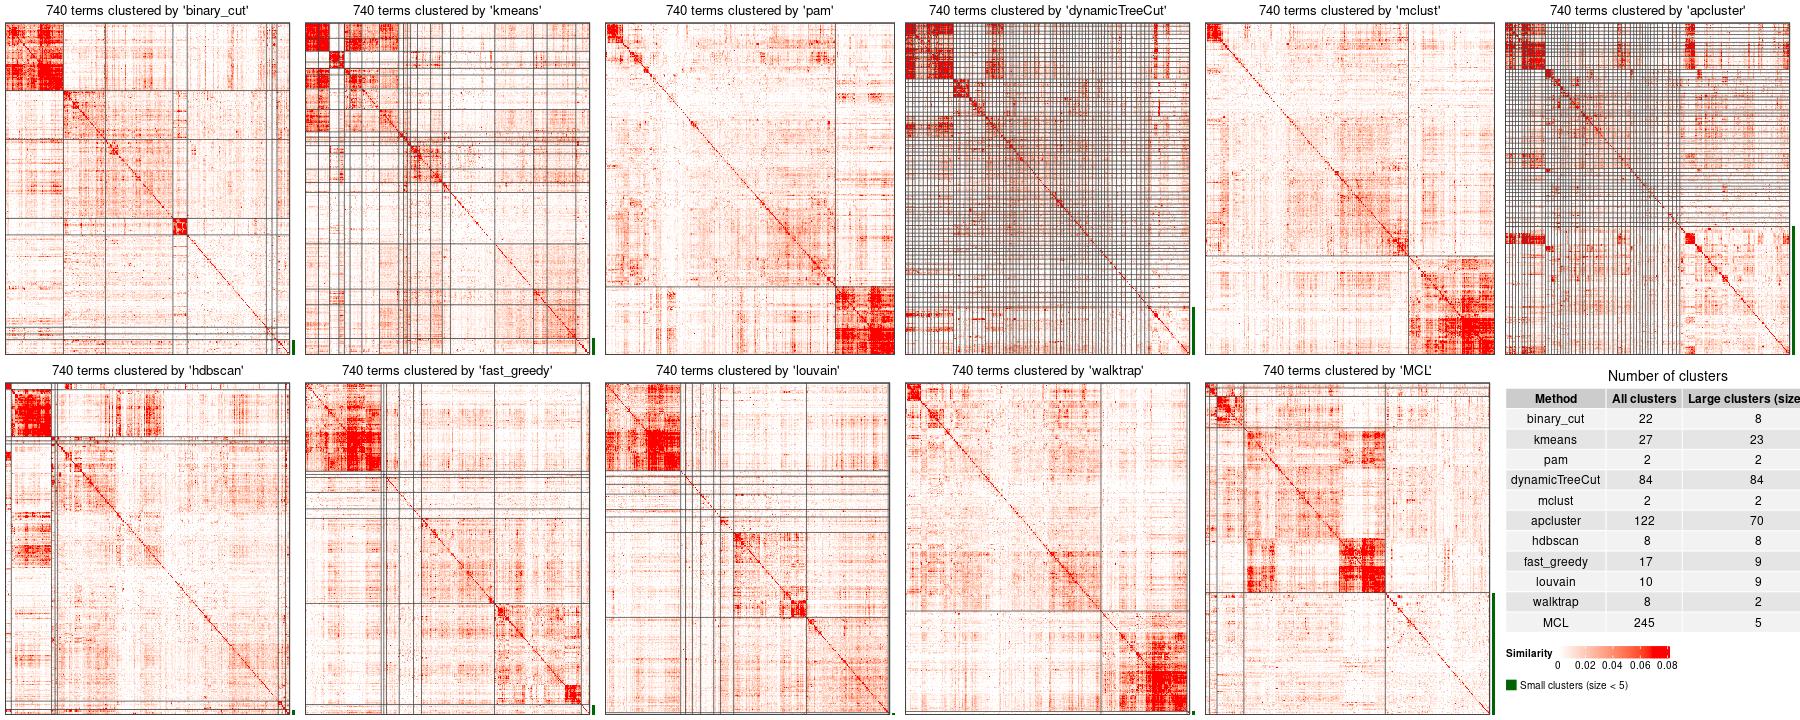 740 terms clustered by 'binary_cut'
740 terms clustered by 'kmeans'
740 terms clustered by 'pam'
740 terms clustered by 'dynamicTreeCut'
740 terms clustered by 'mclust'
740 terms clustered by 'apcluster'
740 terms clustered by 'hdbscan'
740 terms clustered by 'fast_greedy'
740 terms clustered by 'louvain'
740 terms clustered by 'walktrap'
740 terms clustered by 'MCL'
Number of clusters
Method All clusters Large clusters (size
binary_cut 22 8
kmeans 27 23
pam 2 2
dynamicTreeCut 84 84
mclust 2 2
apcluster 122 70
hdbscan 8 8
fast_greedy 17 9
louvain 10 9
walktrap 8 2
MCL 245 5
Similarity
0 0.02 0.04 0.06 0.08
Small clusters (size < 5)